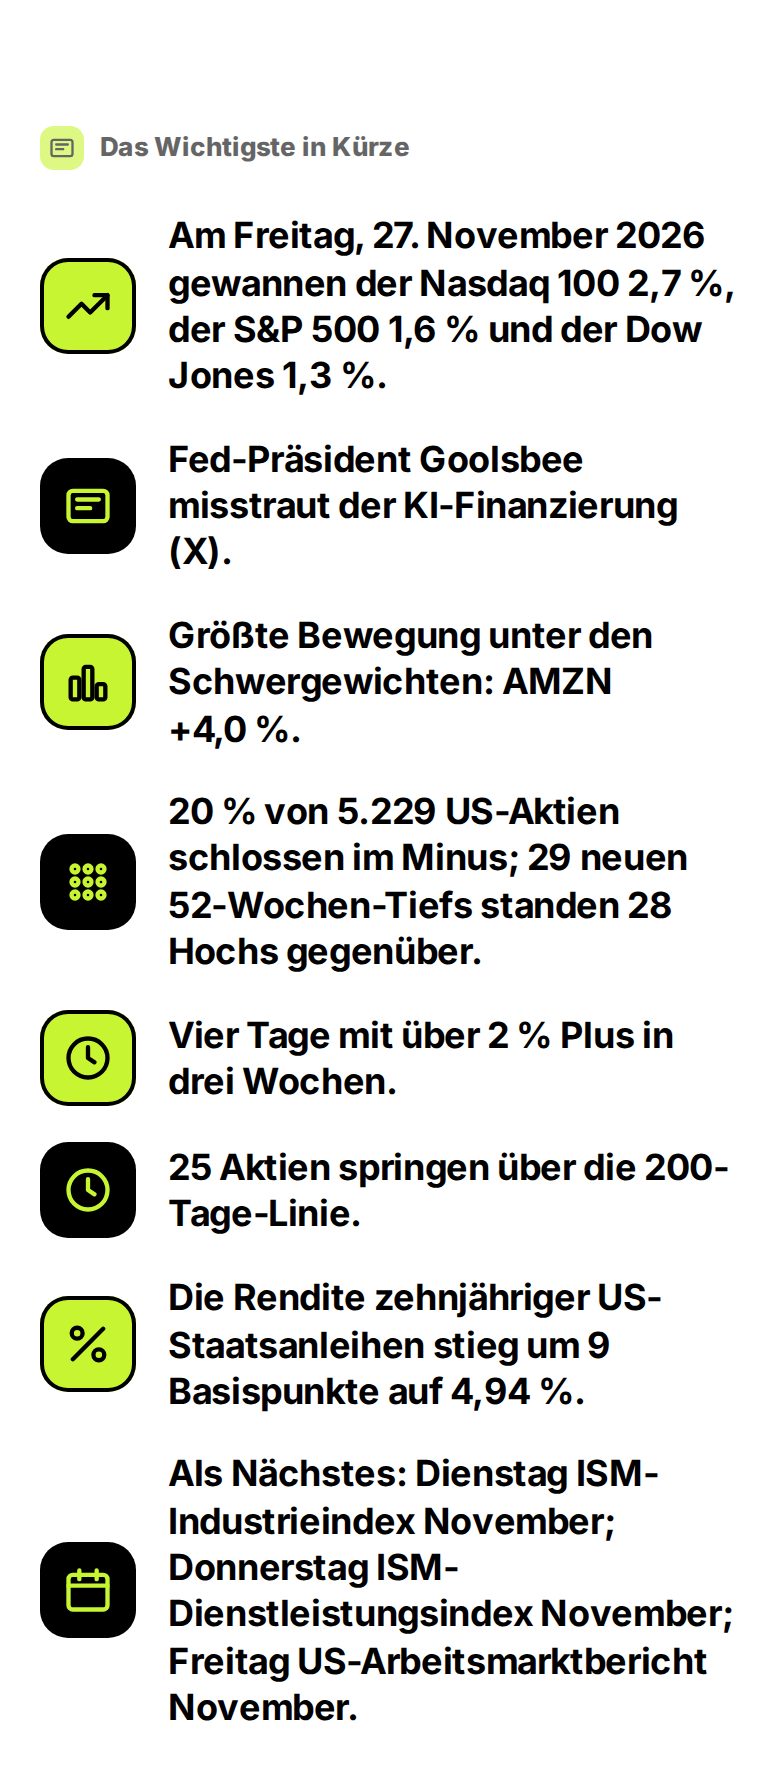 Das Wichtigste in Kürze
Am Freitag, 27. November 2026
gewannen der Nasdaq 100 2,7 %,
der S&P 500 1,6 % und der Dow
Jones 1,3 %.
Fed-Präsident Goolsbee
misstraut der KI-Finanzierung
(X).
Größte Bewegung unter den
Schwergewichten: AMZN
+4,0 %.
20 % von 5.229 US-Aktien
schlossen im Minus; 29 neuen
52-Wochen-Tiefs standen 28
Hochs gegenüber.
Vier Tage mit über 2 % Plus in
drei Wochen.
25 Aktien springen über die 200-
Tage-Linie.
Die Rendite zehnjähriger US-
Staatsanleihen stieg um 9
Basispunkte auf 4,94 %.
Als Nächstes: Dienstag ISM-
Industrieindex November;
Donnerstag ISM-
Dienstleistungsindex November;
Freitag US-Arbeitsmarktbericht
November.